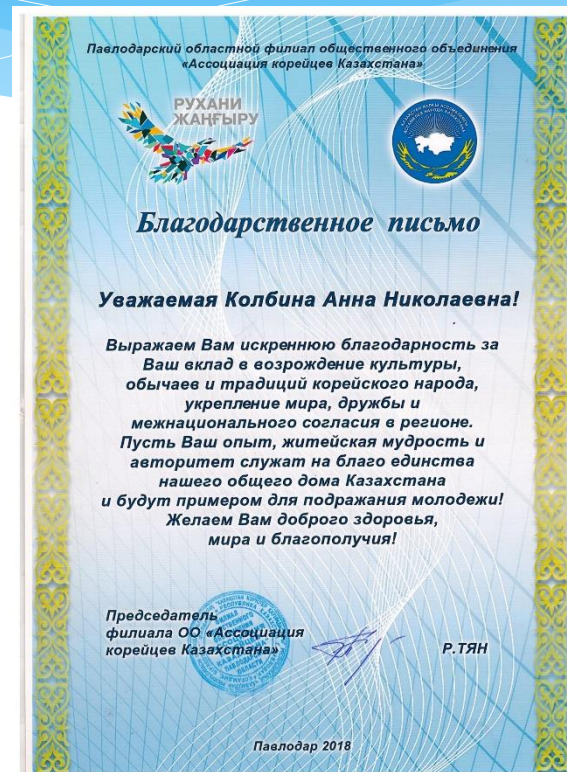 Павлодарский областной филиал общественного объединения
«Ассоциация корейцев Казахстана»
РУХАНИ
ЖАҢҒЫРУ
Благодарственное письмо
Уважаемая Колбина Анна Николаевна!
Выражаем Вам искреннюю благодарность за
Ваш вклад в возрождение культуры,
обычаев и традиций корейского народа,
укрепление мира, дружбы и
межнационального согласия в регионе.
Пусть Ваш опыт, житейская мудрость и
авторитет служат на благо единства
нашего общего дома Казахстана
и будут примером для подражания молодежи!
Желаем Вам доброго здоровья,
мира и благополучия!
Председатель
филиала ОО «Ассоциация
корейцев Казахстана»
Р.ТЯН
Павлодар 2018